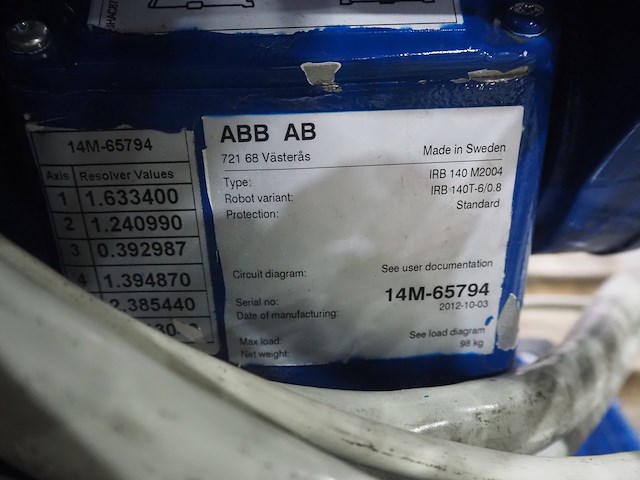 14M-65794
Axis Resolver Values
1 1.633400
2 1.240990
3 0.392987
4 1.394870
2.385440
ABB AB
721 68 Västerås Made in Sweden
Type: IRB 140 M2004
Robot variant: IRB 140T-6/0.8
Protection: Standard
Circuit diagram: See user documentation
Serial no: 14M-65794
Date of manufacturing: 2012-10-03
Max load: See load diagram
Net weight: 98 kg